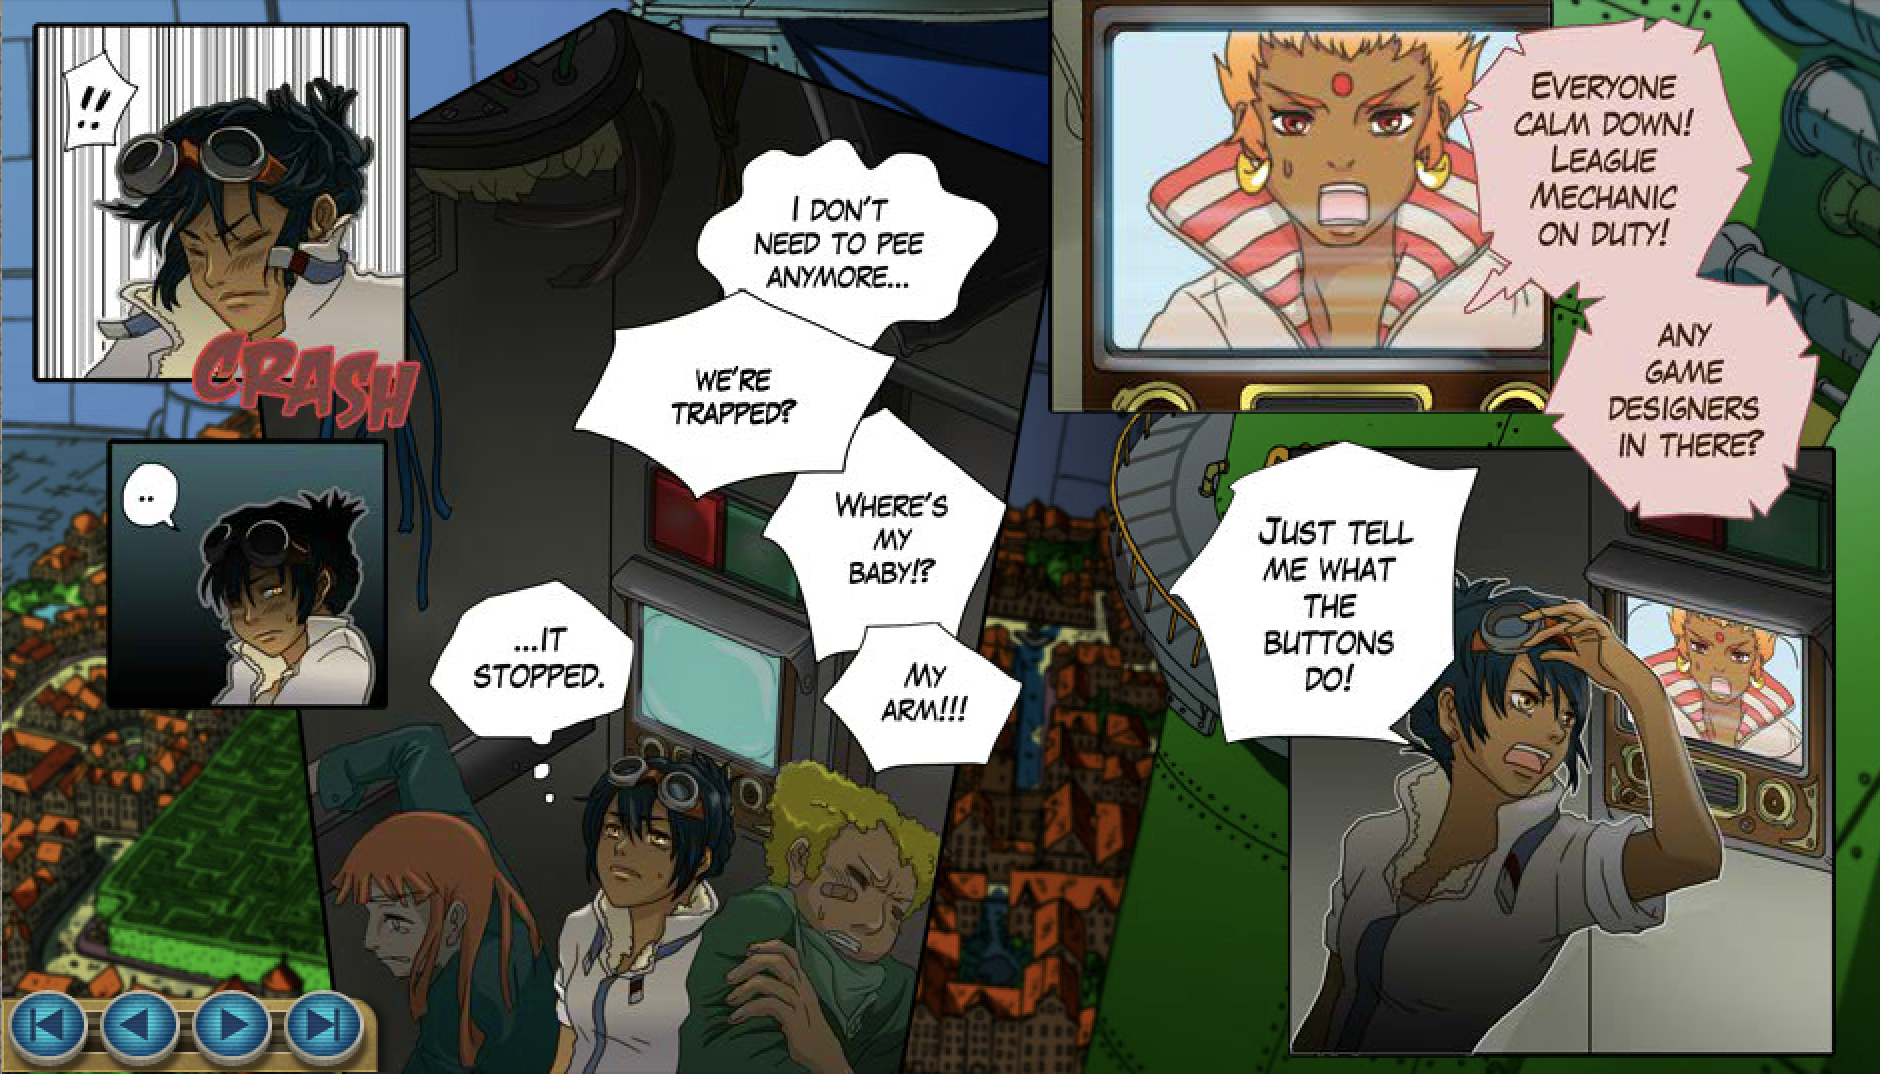 !!
CRASH
..
I DON'T
NEED TO PEE
ANYMORE...
WE'RE
TRAPPED?
WHERE'S
MY
BABY!?
...IT
STOPPED.
MY
ARM!!!
EVERYONE
CALM DOWN!
LEAGUE
MECHANIC
ON DUTY!
ANY
GAME
DESIGNERS
IN THERE?
JUST TELL
ME WHAT
THE
BUTTONS
DO!